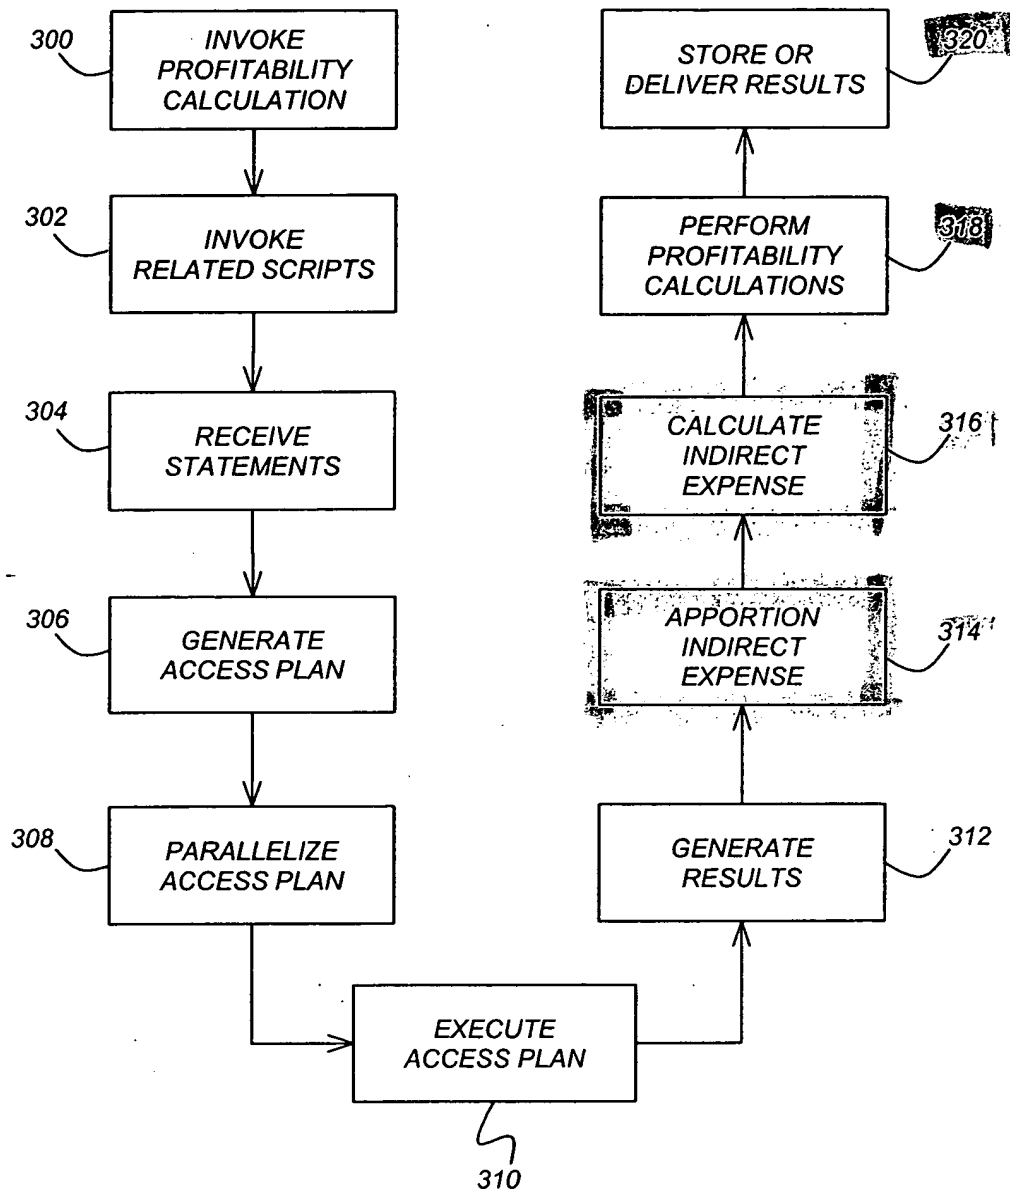 300
INVOKE
PROFITABILITY
CALCULATION
302
INVOKE
RELATED SCRIPTS
304
RECEIVE
STATEMENTS
306
GENERATE
ACCESS PLAN
308
PARALLELIZE
ACCESS PLAN
EXECUTE
ACCESS PLAN
310
GENERATE
RESULTS
312
APPORTION
INDIRECT
EXPENSE
314
CALCULATE
INDIRECT
EXPENSE
316
PERFORM
PROFITABILITY
CALCULATIONS
318
STORE OR
DELIVER RESULTS
320